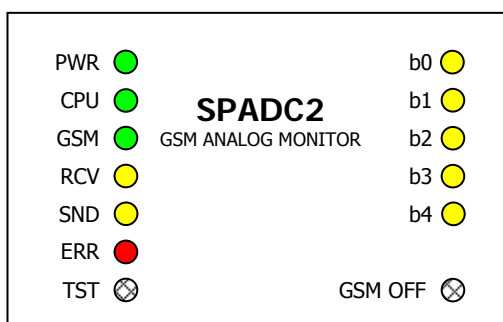 PWR
CPU
GSM
RCV
SND
ERR
TST
SPADC2
GSM ANALOG MONITOR
b0
b1
b2
b3
b4
GSM OFF